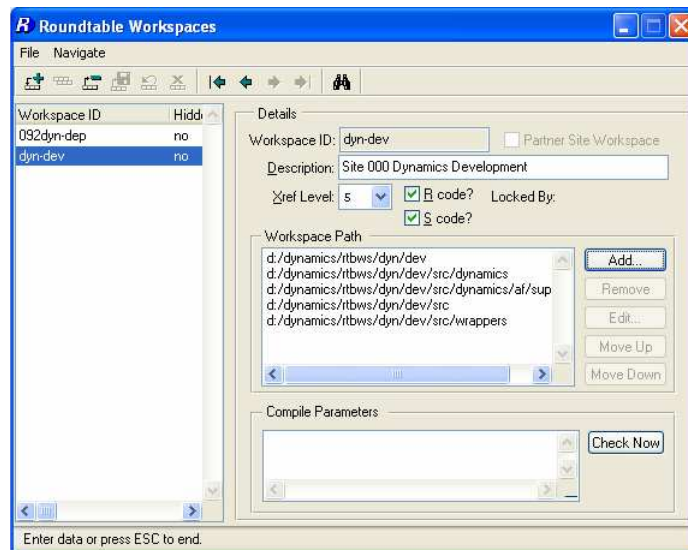 R Roundtable Workspaces
File Navigate
Workspace ID Hidd
092dyn-dep no
dyn-dev no
Details
Workspace ID: dyn-dev Partner Site Workspace
Description: Site 000 Dynamics Development
Xref Level: 5 R code? Locked By:
S code?
Workspace Path
d:/dynamics/rtbws/dyn/dev
d:/dynamics/rtbws/dyn/dev/src/dynamics
d:/dynamics/rtbws/dyn/dev/src/dynamics/af/sup
d:/dynamics/rtbws/dyn/dev/src
d:/dynamics/rtbws/dyn/dev/src/wrappers
Add...
Remove
Edit...
Move Up
Move Down
Compile Parameters
Check Now
Enter data or press ESC to end.